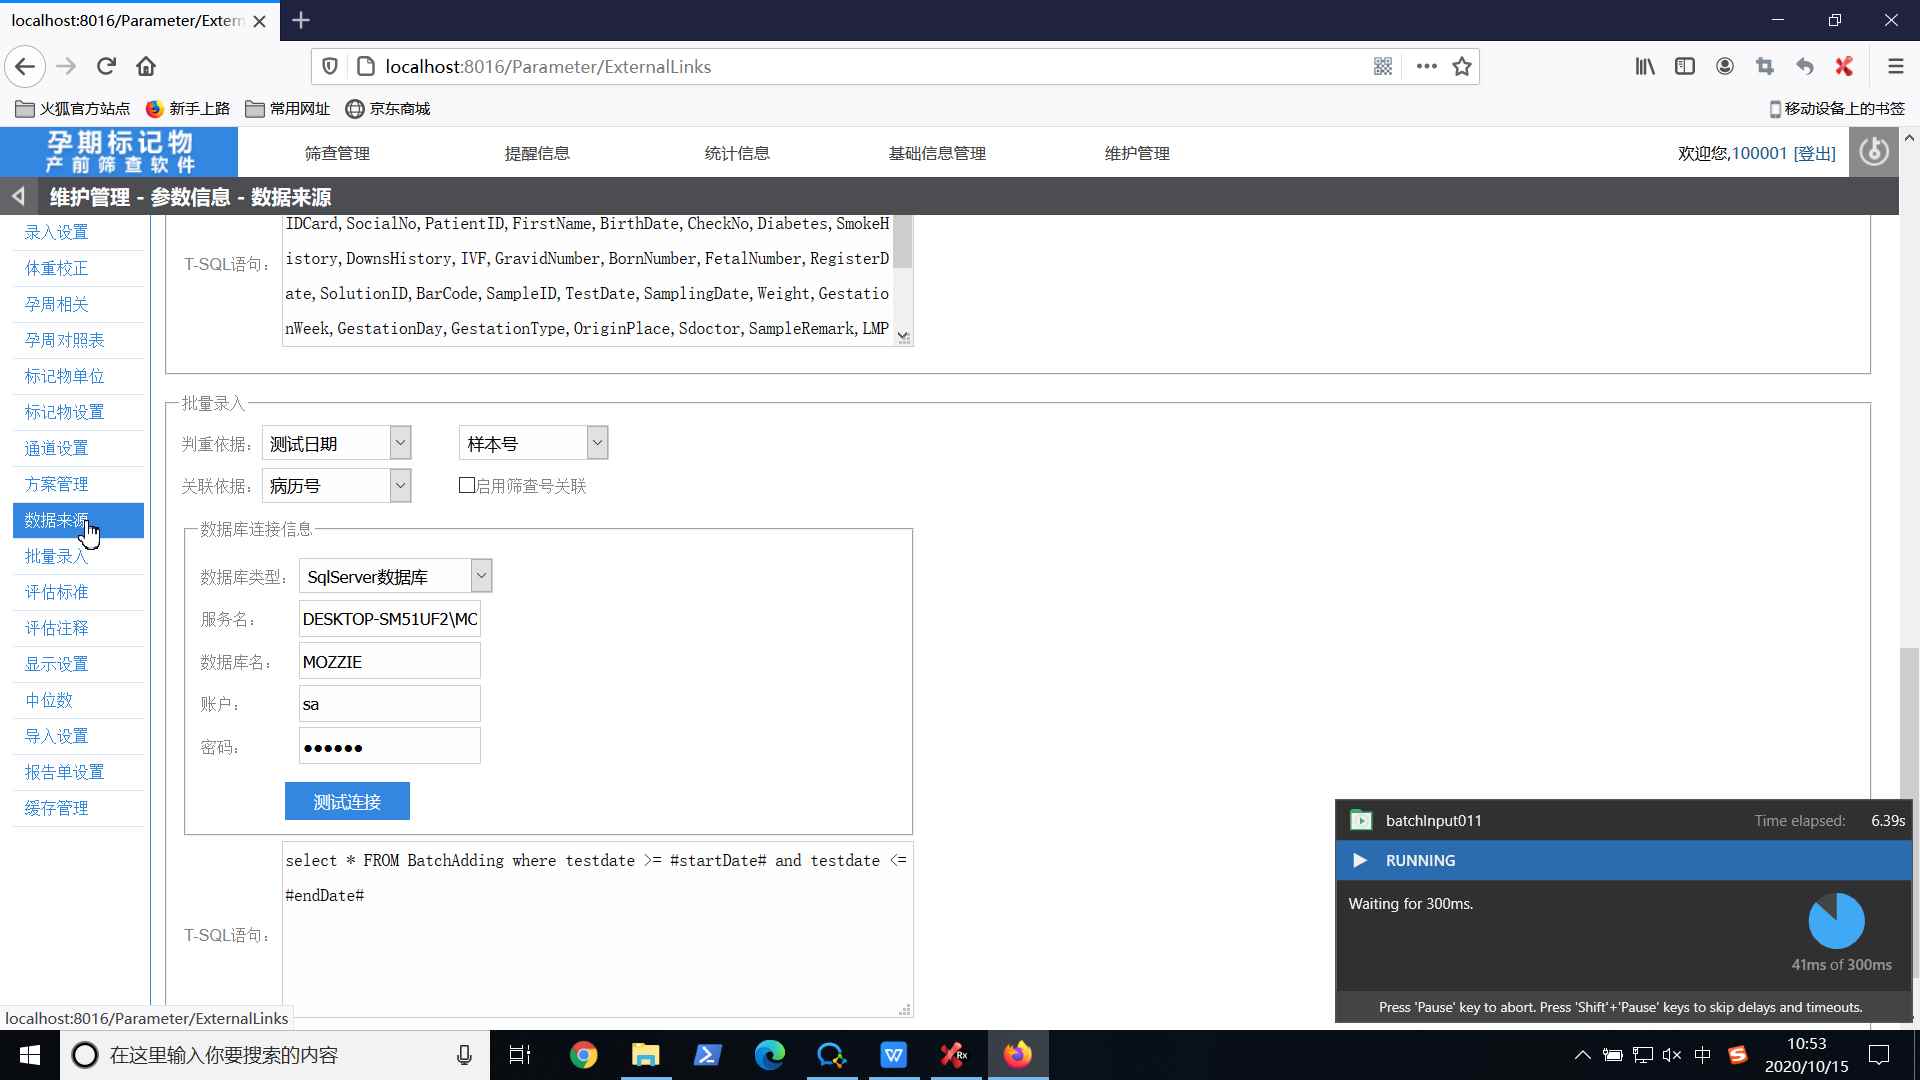 localhost:8016/Parameter/Extern
localhost:8016/Parameter/ExternalLinks
火狐官方站点
新手上路
常用网址
京东商城
移动设备上的书签
孕期标记物
产前筛查软件
筛查管理
提醒信息
统计信息
基础信息管理
维护管理
欢迎您,100001 [登出]
维护管理 - 参数信息 - 数据来源
录入设置
体重校正
孕周相关
孕周对照表
标记物单位
标记物设置
通道设置
方案管理
数据来源
批量录入
评估标准
评估注释
显示设置
中位数
导入设置
报告单设置
缓存管理
T-SQL语句：
IDCard,SocialNo,PatientID,FirstName,BirthDate,CheckNo,Diabetes,SmokeH
istory,DownsHistory,IVF,GravidNumber,BornNumber,FetalNumber,RegisterD
ate,SolutionID,BarCode,SampleID,TestDate,SamplingDate,Weight,Gestatio
nWeek,GestationDay,GestationType,OriginPlace,Sdoctor,SampleRemark,LMP
批量录入
判重依据： 测试日期 样本号
关联依据： 病历号 启用筛查号关联
数据库连接信息
数据库类型： SqlServer数据库
服务名： DESKTOP-SM51UF2\MO
数据库名： MOZZIE
账户： sa
密码： ●●●●●●
测试连接
T-SQL语句：
select * FROM BatchAdding where testdate >= #startDate# and testdate <=
#endDate#
localhost:8016/Parameter/ExternalLinks
batchInput011
Time elapsed: 6.39s
RUNNING
Waiting for 300ms.
41ms of 300ms
Press 'Pause' key to abort. Press 'Shift'+'Pause' keys to skip delays and timeouts.
在这里输入你要搜索的内容
Rx
中
10:53
2020/10/15